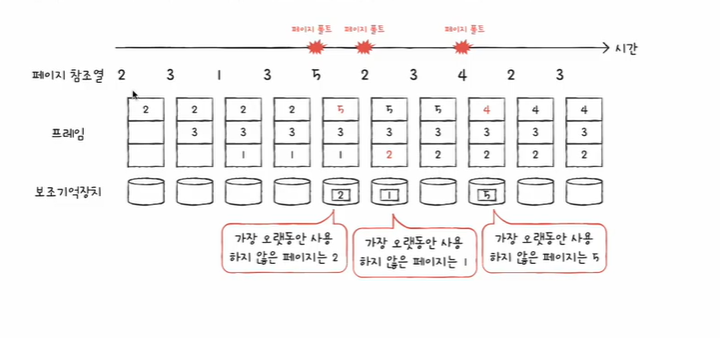 페이지 폴트 페이지 폴트 페이지 폴트
시간
페이지 참조열 2 3 1 3 5 2 3 4 2 3
2 2 2 2 5 5 5 4 4 4
프레임 3 3 3 3 3 3 3 3 3
1 1 1 2 2 2 2 2
보조기억장치 2 1 5
가장 오랫동안 사용
하지 않은 페이지는 2
가장 오랫동안 사용
하지 않은 페이지는 1
가장 오랫동안 사용
하지 않은 페이지는 5